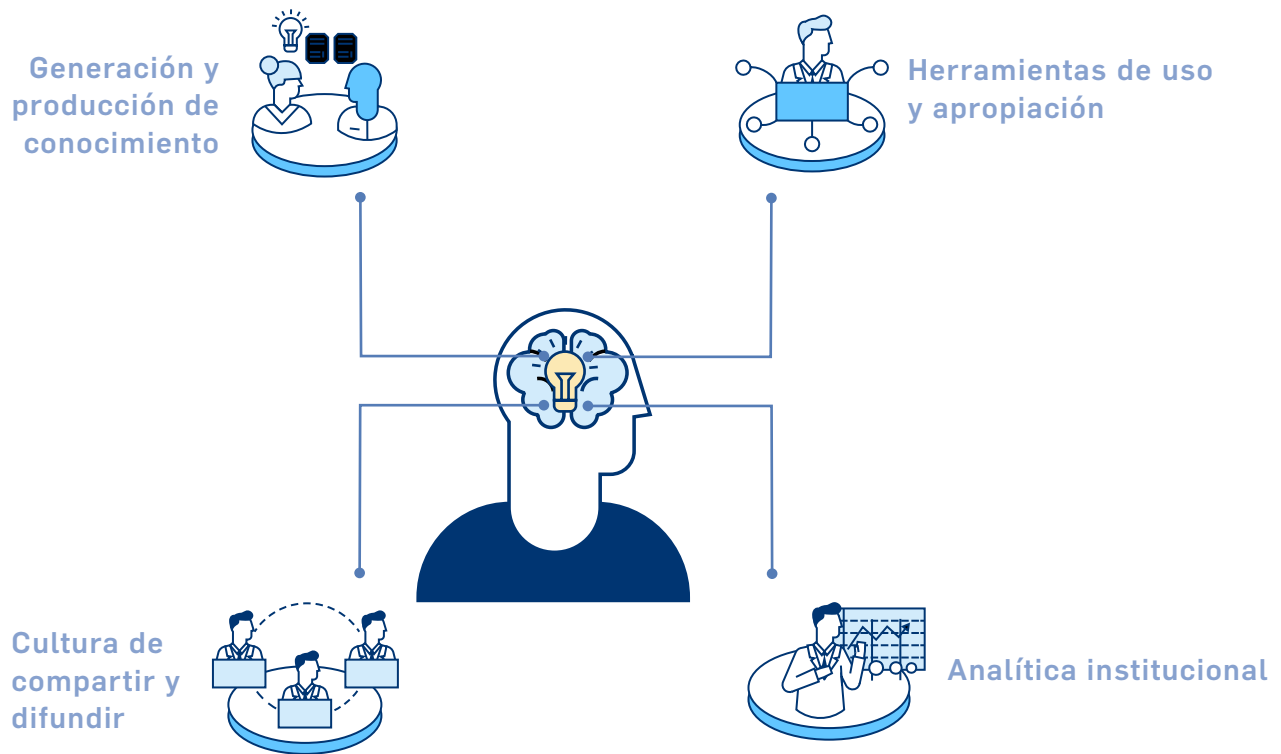 Generación y
producción de
conocimiento
Herramientas de uso
y apropiación
Cultura de
compartir y
difundir
Analítica institucional